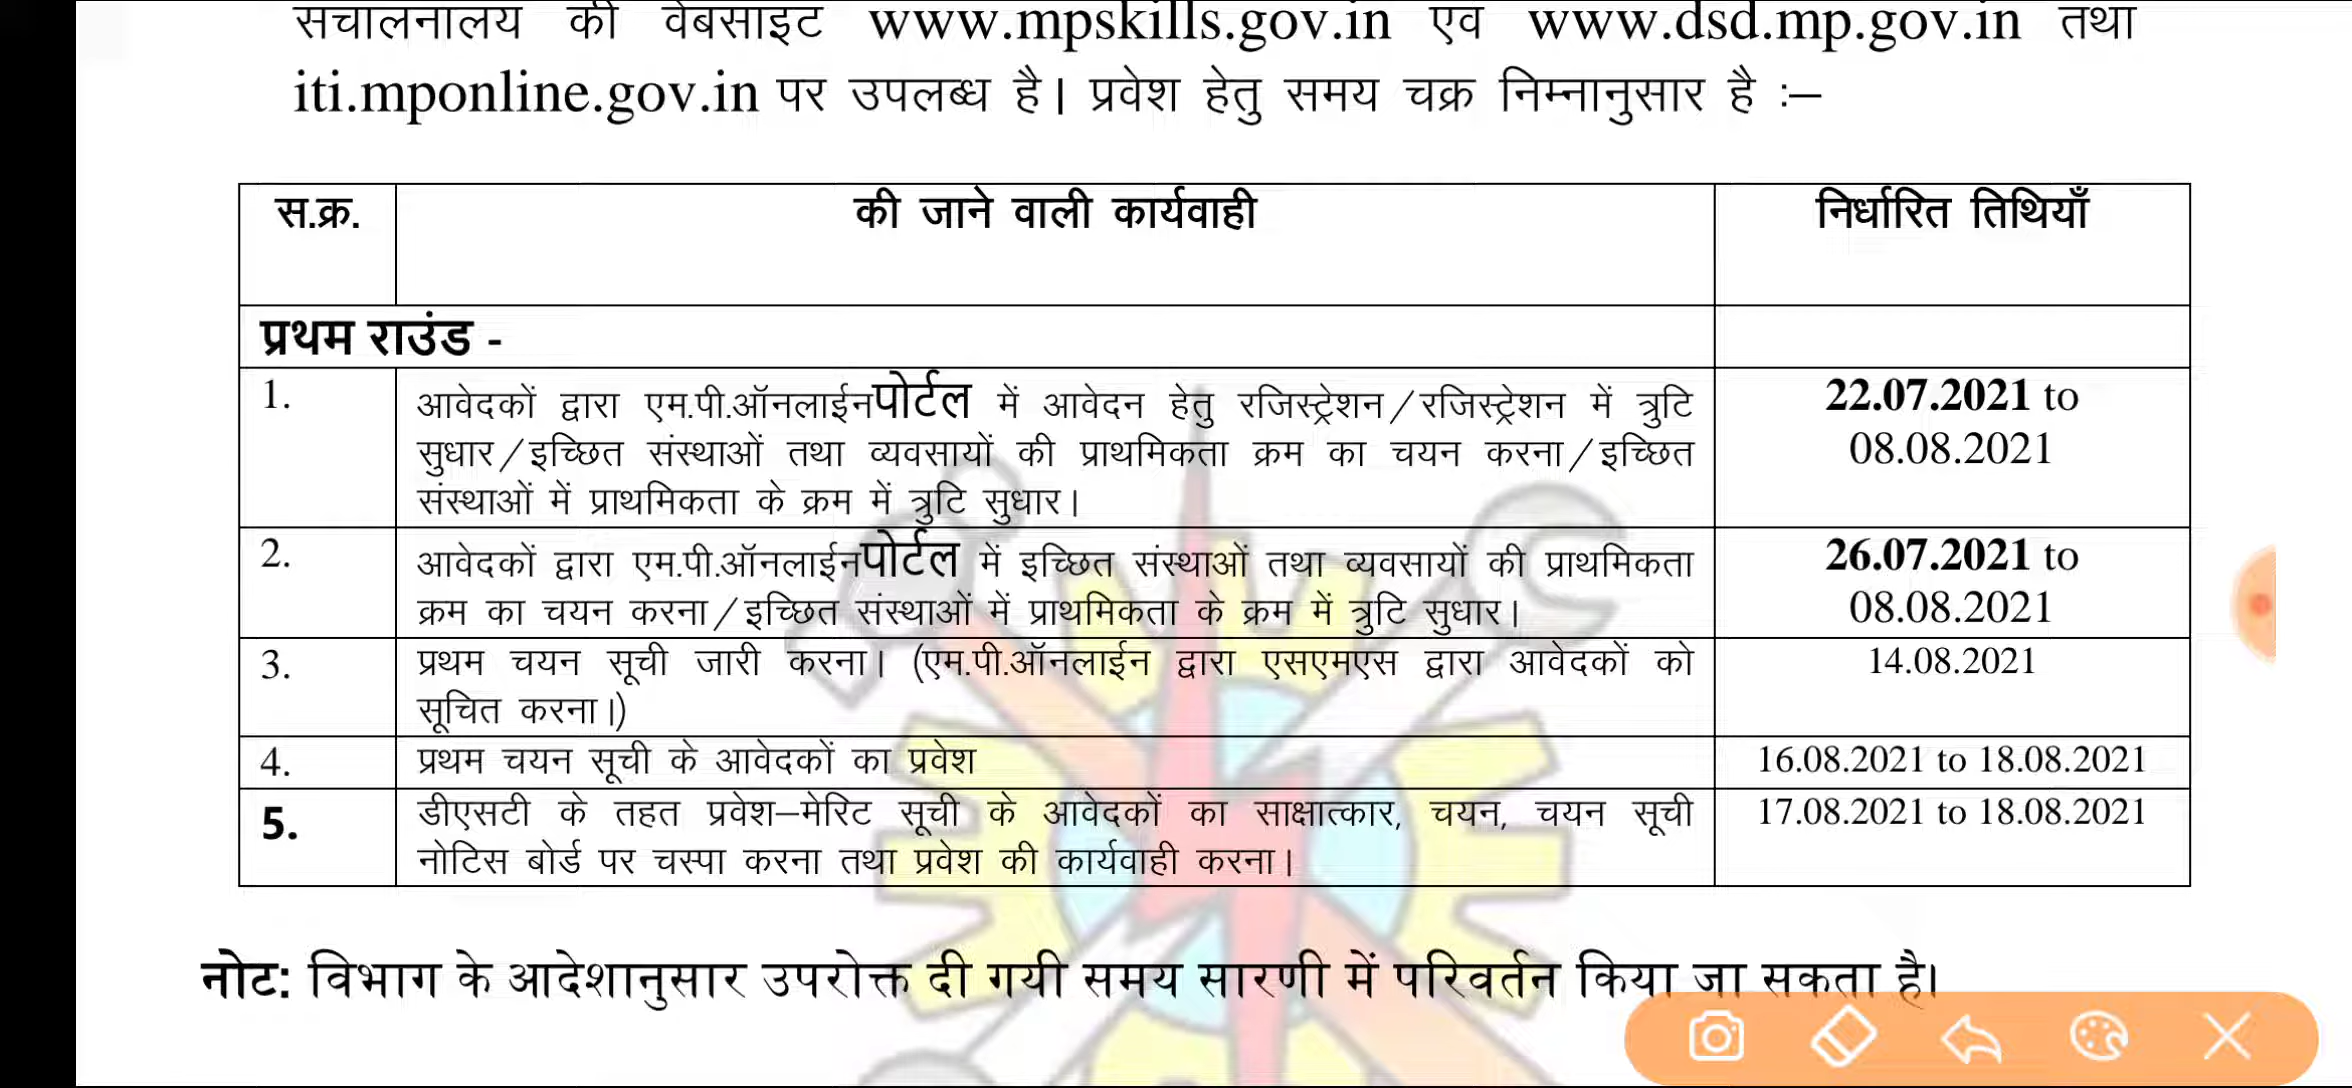 संचालनालय की वेबसाइट www.mpskills.gov.in एवं www.dsd.mp.gov.in तथा
iti.mponline.gov.in पर उपलब्ध है। प्रवेश हेतु समय चक्र निम्नानुसार है :–
स.क्र. की जाने वाली कार्यवाही निर्धारित तिथियाँ
प्रथम राउंड -
1. आवेदकों द्वारा एम.पी.ऑनलाईनपोर्टल में आवेदन हेतु रजिस्ट्रेशन/रजिस्ट्रेशन में त्रुटि 22.07.2021 to
सुधार/इच्छित संस्थाओं तथा व्यवसायों की प्राथमिकता क्रम का चयन करना/इच्छित 08.08.2021
संस्थाओं में प्राथमिकता के क्रम में त्रुटि सुधार।
2. आवेदकों द्वारा एम.पी.ऑनलाईनपोर्टल में इच्छित संस्थाओं तथा व्यवसायों की प्राथमिकता 26.07.2021 to
क्रम का चयन करना/इच्छित संस्थाओं में प्राथमिकता के क्रम में त्रुटि सुधार। 08.08.2021
3. प्रथम चयन सूची जारी करना। (एम.पी.ऑनलाईन द्वारा एसएमएस द्वारा आवेदकों को 14.08.2021
सूचित करना।)
4. प्रथम चयन सूची के आवेदकों का प्रवेश 16.08.2021 to 18.08.2021
5. डीएसटी के तहत प्रवेश–मेरिट सूची के आवेदकों का साक्षात्कार, चयन, चयन सूची 17.08.2021 to 18.08.2021
नोटिस बोर्ड पर चस्पा करना तथा प्रवेश की कार्यवाही करना।
नोट: विभाग के आदेशानुसार उपरोक्त दी गयी समय सारणी में परिवर्तन किया जा सकता है।